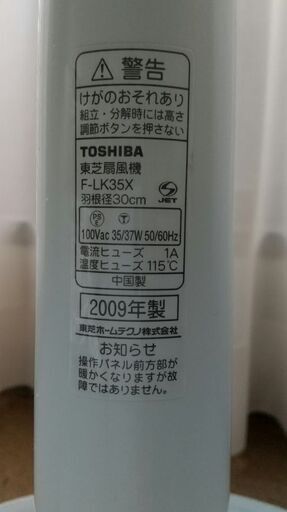 警告
けがのおそれあり
組立・分解時には高さ
調節ボタンを押さない
TOSHIBA
東芝扇風機
F-LK35X
羽根径30cm
JET
PS
E
100Vac 35/37W 50/60Hz
電流ヒューズ 1A
温度ヒューズ 115℃
中国製
2009年製
東芝ホームテクノ株式会社
お知らせ
操作パネル前方部が
暖かくなりますが故
障ではありません。